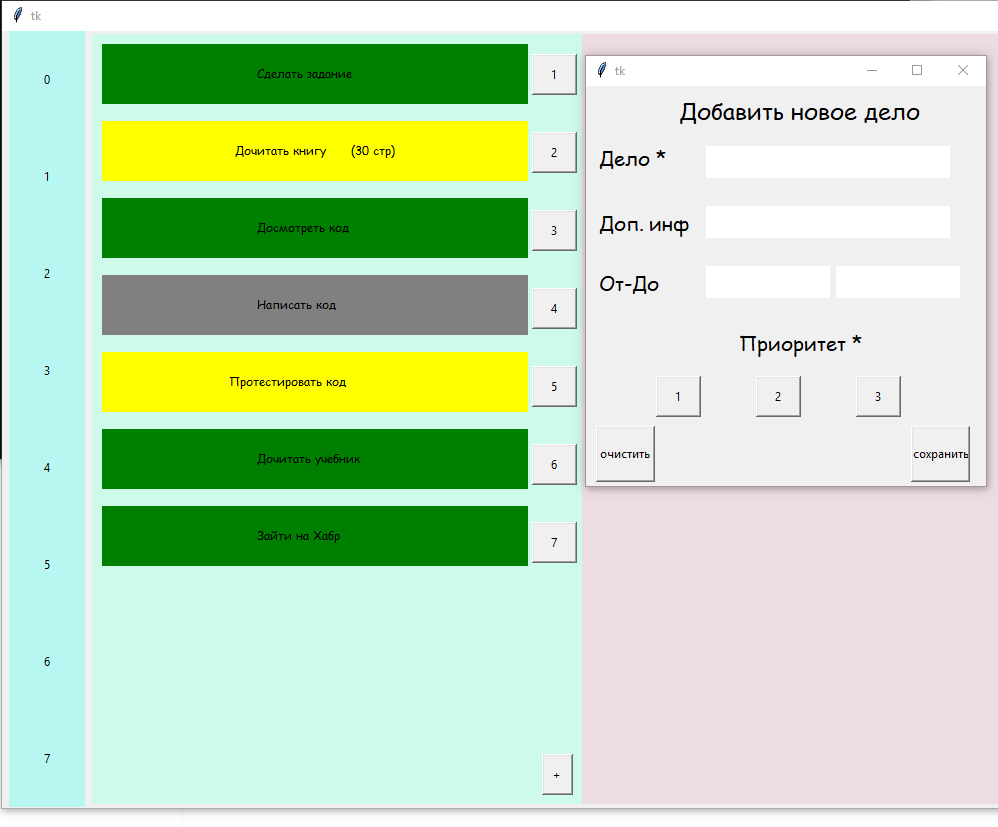 tk
0
1
2
3
4
5
6
7
Сделать задание
1
Дочитать книгу (30 стр)
2
Досмотреть код
3
Написать код
4
Протестировать код
5
Дочитать учебник
6
Зайти на Хабр
7
+
tk
Добавить новое дело
Дело *
Доп. инф
От-До
Приоритет *
1 2 3
очистить сохранить